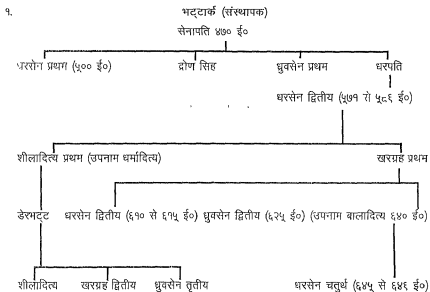 १. भट्टार्क (संस्थापक)
सेनापति ४७० ई०
धरसेन प्रथम (५०० ई०) द्रोण सिंह ध्रुवसेन प्रथम धरपति
धरसेन द्वितीय (५७१ से ५८६ ई०)
शीलादित्य प्रथम (उपनाम धर्मादित्य) खरग्रह प्रथम
डेरभट्ट धरसेन द्वितीय (६१० से ६१५ ई०) ध्रुवसेन द्वितीय (६२५ ई०) (उपनाम बालादित्य ६४० ई०)
शीलादित्य खरग्रह द्वितीय ध्रुवसेन तृतीय धरसेन चतुर्थ (६४५ से ६४६ ई०)